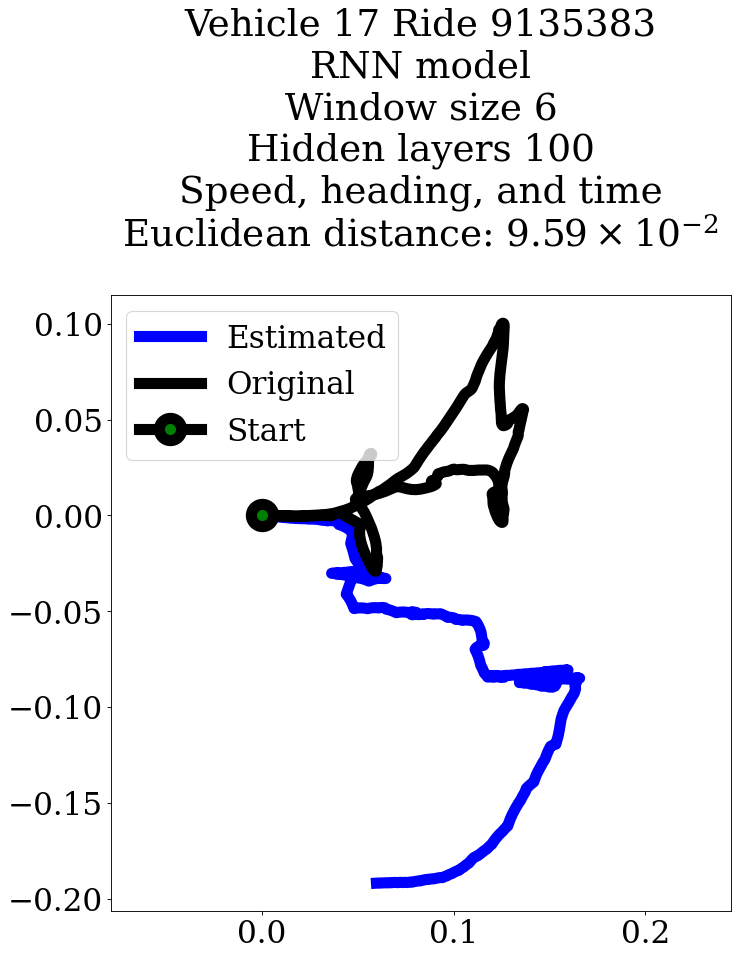 Vehicle 17 Ride 9135383
RNN model
Window size 6
Hidden layers 100
Speed, heading, and time
Euclidean distance: 9.59 × 10⁻²
Estimated
Original
Start
0.10
0.05
0.00
−0.05
−0.10
−0.15
−0.20
0.0 0.1 0.2